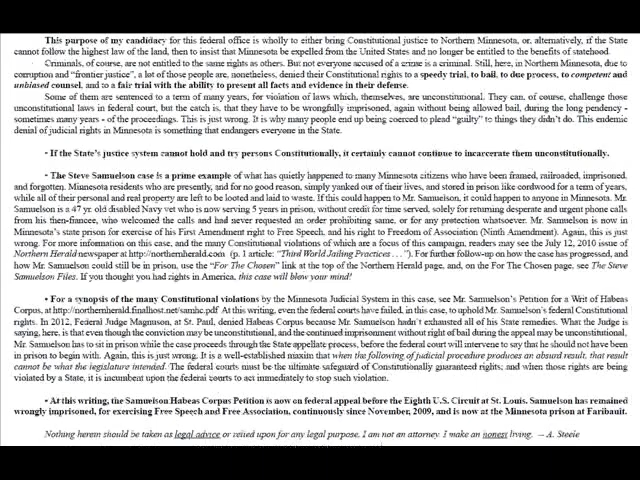 This purpose of my candidacy for this federal office is wholly to either bring Constitutional justice to Northern Minnesota, or, alternatively, if the State
cannot follow the highest law of the land, then to insist that Minnesota be expelled from the United States and no longer be entitled to the benefits of statehood.
Criminals, of course, are not entitled to the same rights as others. But not everyone accused of a crime is a criminal. Still, here, in Northern Minnesota, due to
corruption and "frontier justice", a lot of those people are, nonetheless, denied their Constitutional rights to a speedy trial, to bail, to due process, to competent and
unbiased counsel, and to a fair trial with the ability to present all facts and evidence in their defense.
Some of them are sentenced to a term of many years, for violation of laws which, themselves, are unconstitutional. They can, of course, challenge those
unconstitutional laws in federal court, but the catch is, that they have to be wrongfully imprisoned, again without being allowed bail, during the long pendency -
sometimes many years - of the proceedings. This is just wrong. It is why many people end up being coerced to plead "guilty" to things they didn't do. This endemic
denial of judicial rights in Minnesota is something that endangers everyone in the State.
• If the State's justice system cannot hold and try persons Constitutionally, it certainly cannot continue to incarcerate them unconstitutionally.
• The Steve Samuelson case is a prime example of what has quietly happened to many Minnesota citizens who have been framed, railroaded, imprisoned,
and forgotten. Minnesota residents who are presently, and for no good reason, simply yanked out of their lives, and stored in prison like cordwood for a term of years,
while all of their personal and real property are left to be looted and laid to waste. If this could happen to Mr. Samuelson, it could happen to anyone in Minnesota. Mr.
Samuelson is a 47 yr old disabled Navy vet who is now serving 5 years in prison, without credit for time served, solely for returning desperate and urgent phone calls
from his then-fiancee, who welcomed the calls and had never requested an order prohibiting same, or for any protection whatsoever. Mr. Samuelson is now in
Minnesota's state prison for exercise of his First Amendment right to Free Speech, and his right to Freedom of Association (Ninth Amendment). Again, this is just
wrong. For more information on this case, and the many Constitutional violations of which are a focus of this campaign, readers may see the July 12, 2010 issue of
Northern Herald newspaper at http://northernherald.com (p. 1 article: "Third World Jailing Practices . . ."). For further follow-up on how the case has progressed, and
how Mr. Samuelson could still be in prison, use the "For The Chosen" link at the top of the Northern Herald page, and, on the For The Chosen page, see The Steve
Samuelson Files. If you thought you had rights in America, this case will blow your mind!
• For a synopsis of the many Constitutional violations by the Minnesota Judicial System in this case, see Mr. Samuelson's Petition for a Writ of Habeas
Corpus, at http://northernherald.finalhost.net/samhc.pdf At this writing, even the federal courts have failed, in this case, to uphold Mr. Samuelson's federal Constitutional
rights. In 2012, Federal Judge Magnuson, at St. Paul, denied Habeas Corpus because Mr. Samuelson hadn't exhausted all of his State remedies. What the Judge is
saying, here, is that even though the conviction may be unconstitutional, and the continued imprisonment without right of bail during the appeal may be unconstitutional,
Mr. Samuelson has to sit in prison while the case proceeds through the State appellate process, before the federal court will intervene to say that he should not have been
in prison to begin with. Again, this is just wrong. It is a well-established maxim that when the following of judicial procedure produces an absurd result, that result
cannot be what the legislature intended. The federal courts must be the ultimate safeguard of Constitutionally guaranteed rights; and when those rights are being
violated by a State, it is incumbent upon the federal courts to act immediately to stop such violation.
• At this writing, the Samuelson Habeas Corpus Petition is now on federal appeal before the Eighth U.S. Circuit at St. Louis. Samuelson has remained
wrongly imprisoned, for exercising Free Speech and Free Association, continuously since November, 2009, and is now at the Minnesota prison at Faribault.
Nothing herein should be taken as legal advice or relied upon for any legal purpose. I am not an attorney. I make an honest living. – A. Steele